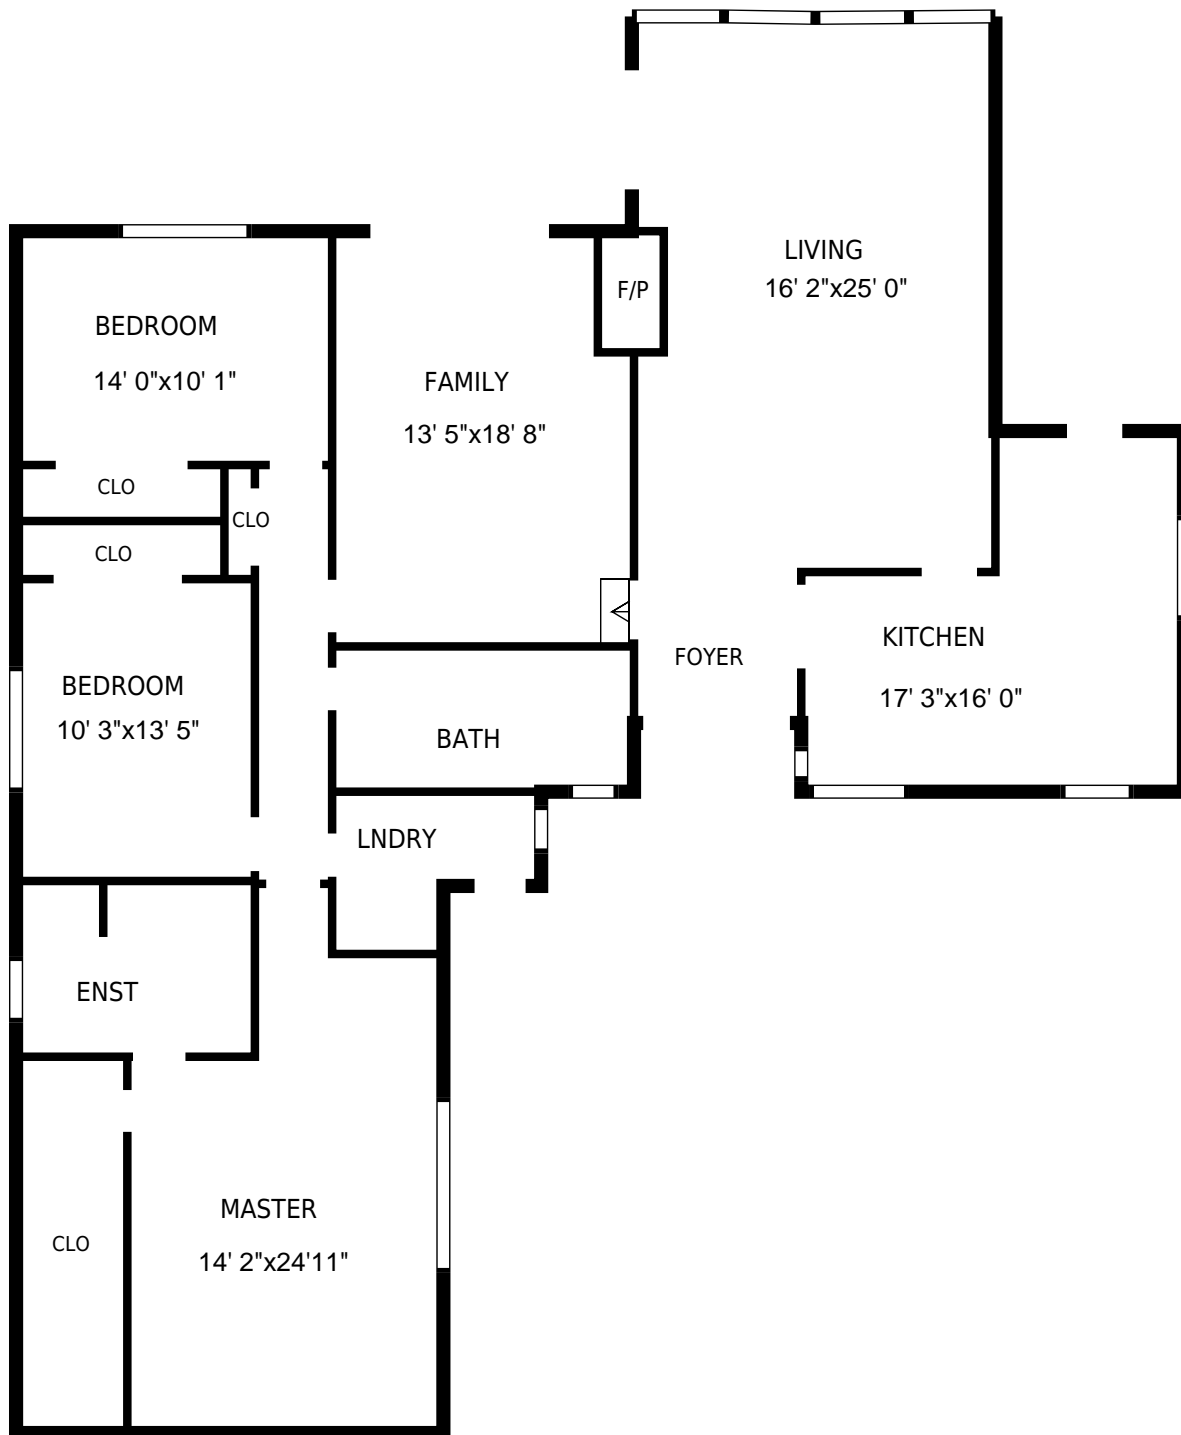 LIVING
16' 2"x25' 0"
F/P
BEDROOM
14' 0"x10' 1"
FAMILY
13' 5"x18' 8"
CLO
CLO
CLO
KITCHEN
17' 3"x16' 0"
FOYER
BEDROOM
10' 3"x13' 5"
BATH
LNDRY
ENST
MASTER
14' 2"x24'11"
CLO